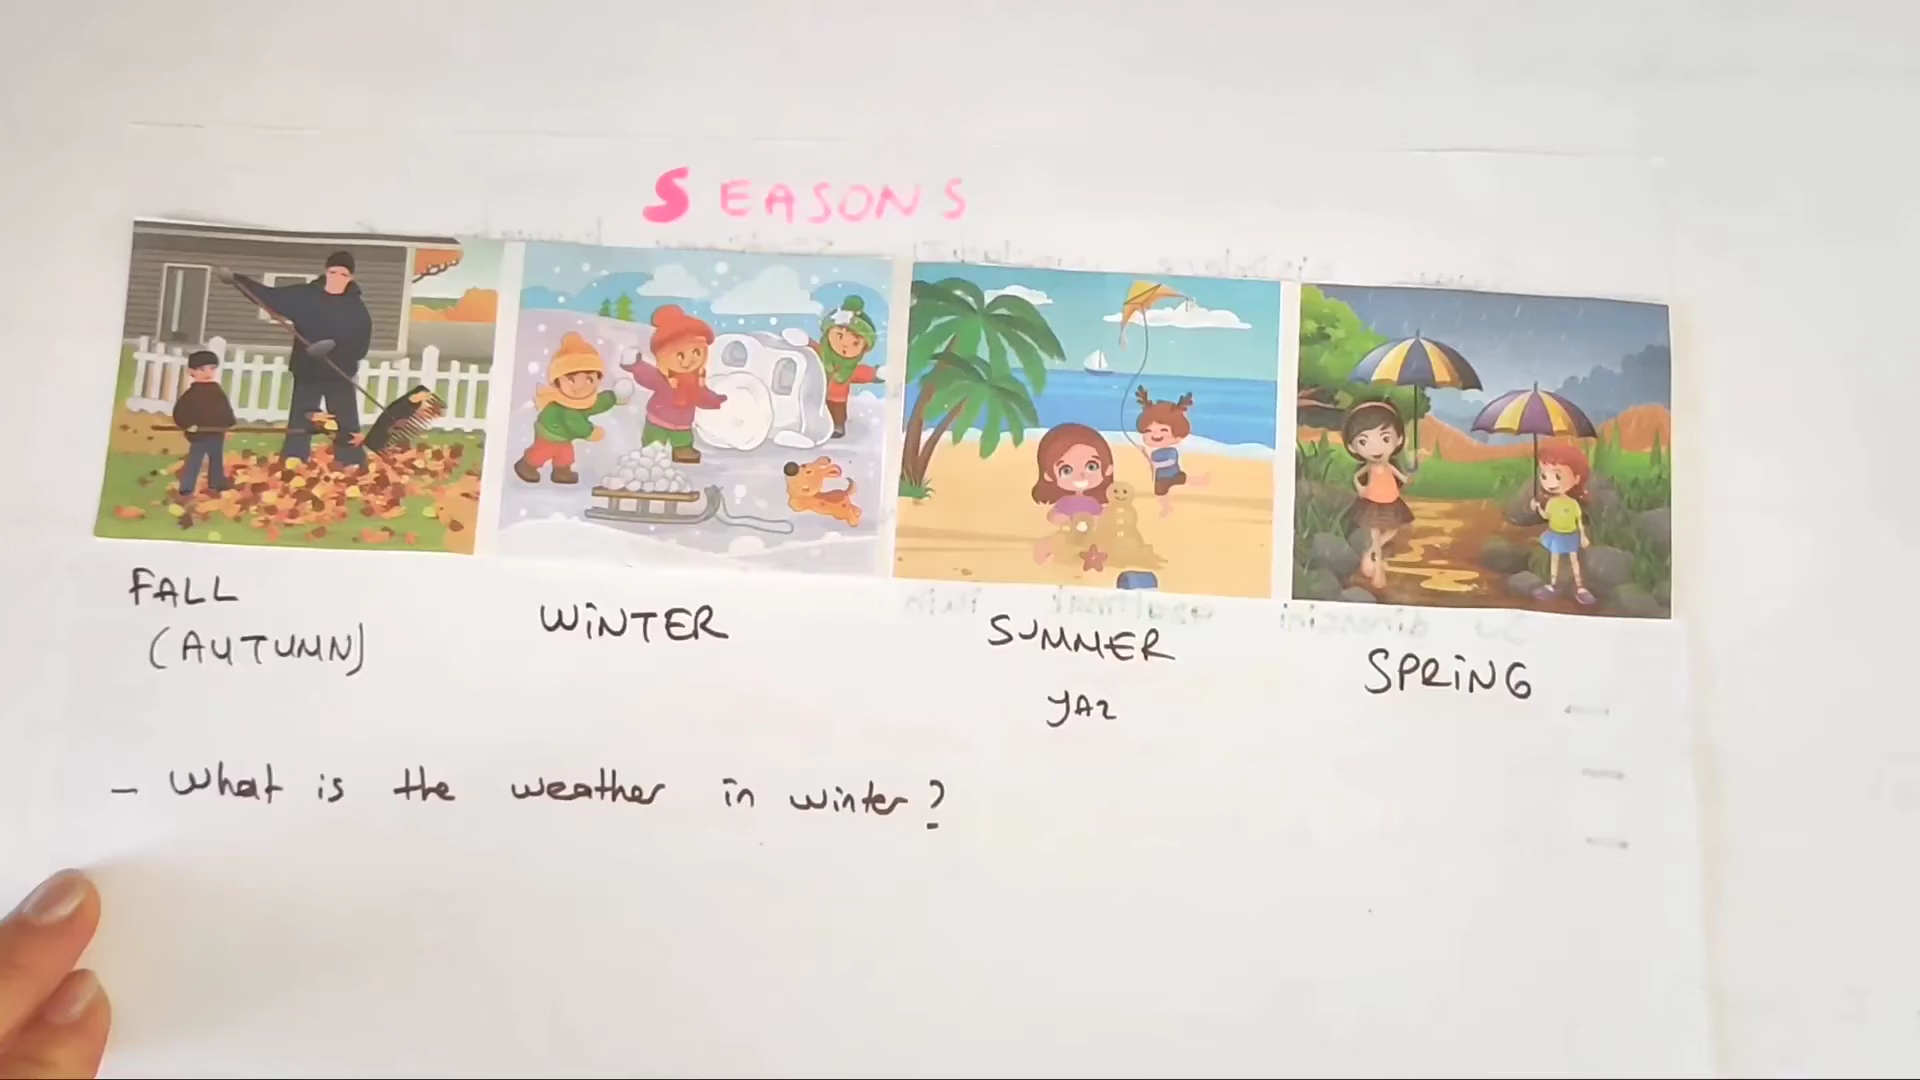 SEASONS
FALL
(AUTUMN)
WINTER
SUMMER
YAZ
SPRING
- What is the weather in winter?